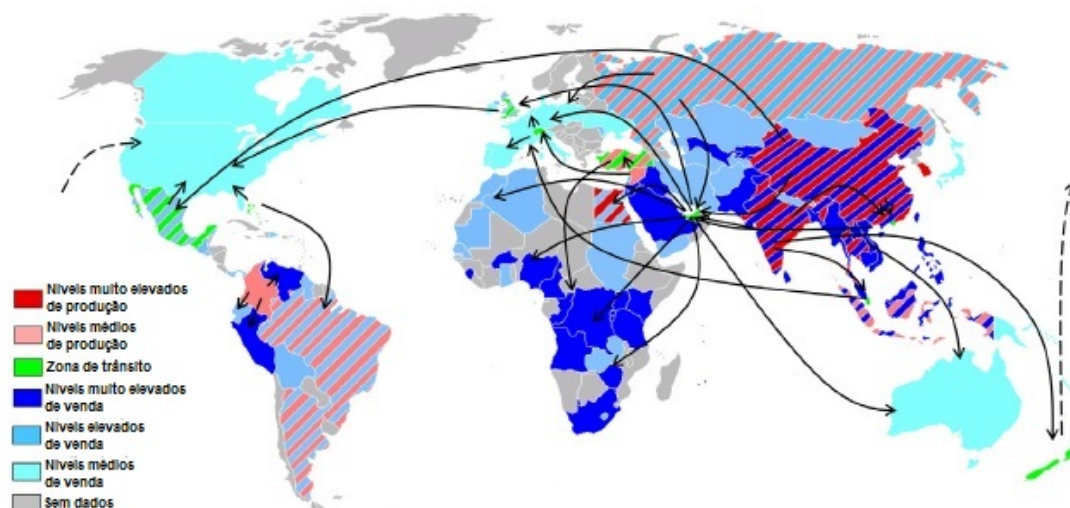 Níveis muito elevados
de produção
Níveis médios
de produção
Zona de trânsito
Níveis muito elevados
de venda
Níveis elevados
de venda
Níveis médios
de venda
Sem dados